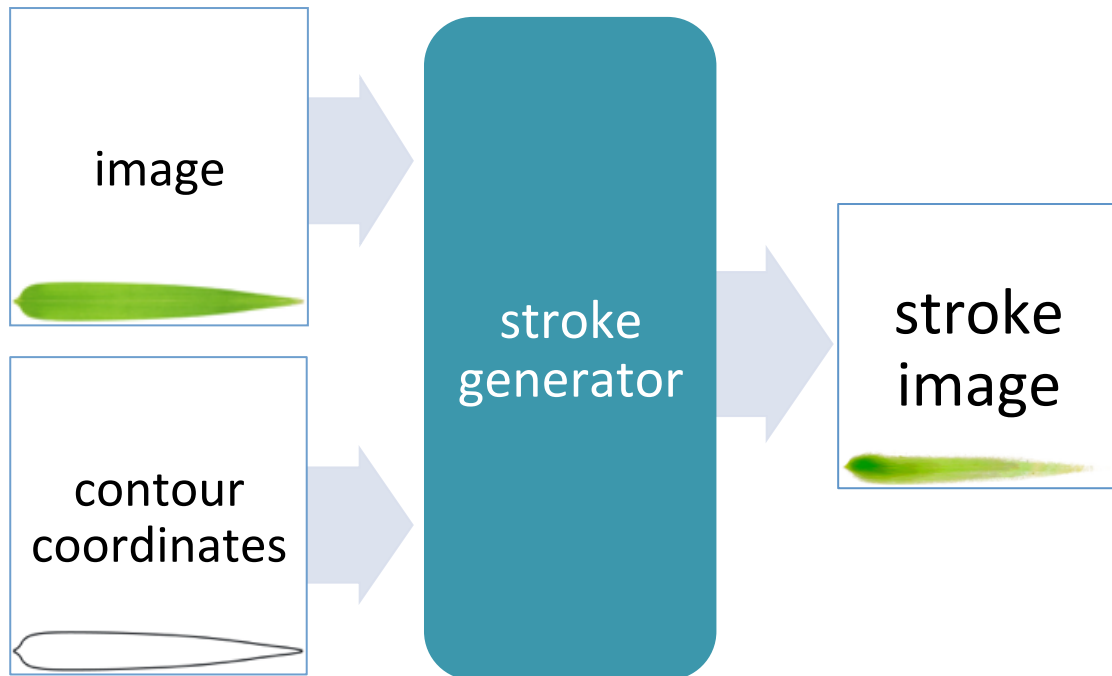 image
contour
coordinates
stroke
generator
stroke
image